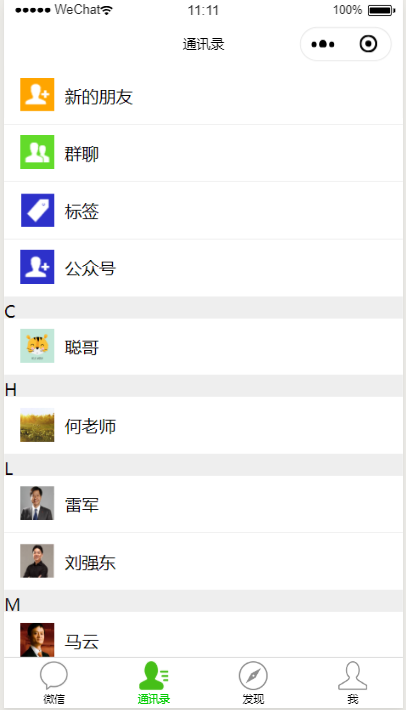 WeChat 11:11 100%
通讯录
新的朋友
群聊
标签
公众号
C
聪哥
H
何老师
L
雷军
刘强东
M
马云
微信 通讯录 发现 我